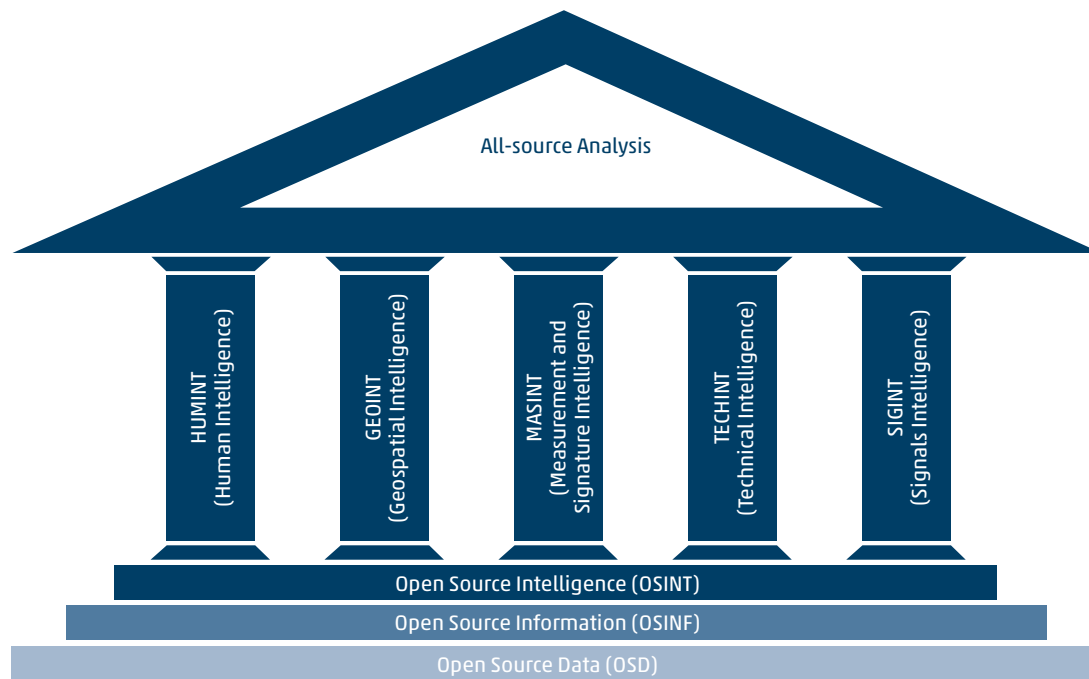 All-source Analysis
HUMINT
(Human Intelligence)
GEOINT
(Geospatial Intelligence)
MASINT
(Measurement and
Signature Intelligence)
TECHINT
(Technical Intelligence)
SIGINT
(Signals Intelligence)
Open Source Intelligence (OSINT)
Open Source Information (OSINF)
Open Source Data (OSD)